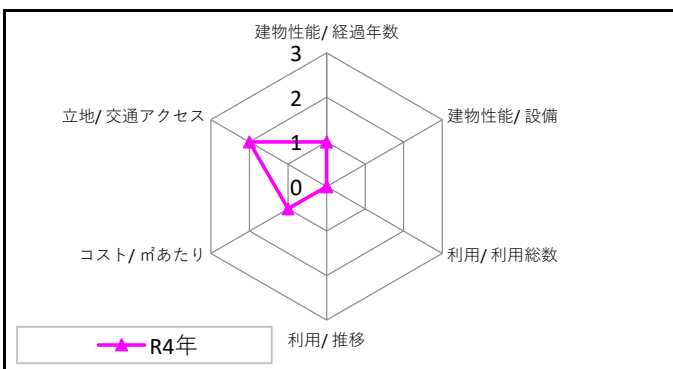 建物性能/ 経過年数
3
立地/ 交通アクセス
2
建物性能/ 設備
1
0
コスト/ ㎡あたり
利用/ 利用総数
R4年
利用/ 推移